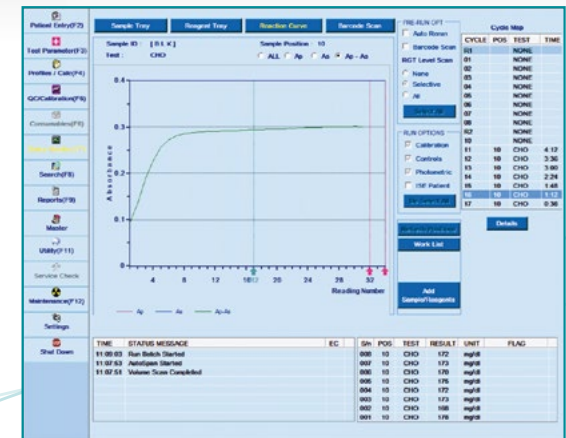 Patient Entry(F2)
Test Parameter(F3)
Profiles / Calc(F4)
QC/Calibration(F5)
Consumables(F6)
Search(F8)
Reports(F9)
Master
Utility(F11)
Service Check
Maintenance(F12)
Settings
Shut Down
Sample Tray
Reagent Tray
Reaction Curve
Barcode Scan
Sample ID : [ B L K ]
Sample Position : 10
Test : CHO
ALL Ap As Ap - As
Absorbance
0.4
0.3
0.2
0.1
0
4 8 12 16 20 24 28 32
Reading Number
Ap As Ap-As
PRE-RUN OPT
Auto Rerun
Barcode Scan
RGT Level Scan
None
Selective
All
Select All
RUN OPTIONS
Calibration
Controls
Photometric
ISE Patient
De-Select All
Work List
Add
Sample/Reagents
Cycle Map
CYCLE POS TEST TIME
R1 NONE
01 NONE
02 NONE
03 NONE
04 NONE
05 NONE
06 NONE
07 NONE
08 NONE
R2 NONE
10 NONE
11 10 CHO 4:12
12 10 CHO 3:36
13 10 CHO 3:00
14 10 CHO 2:24
15 10 CHO 1:48
16 10 CHO 1:12
17 10 CHO 0:36
Details
TIME STATUS MESSAGE EC
11:08:03 Run Batch Started
11:07:53 AutoSpan Started
11:07:51 Volume Scan Completed
S/n POS TEST RESULT UNIT FLAG
008 10 CHO 172 mg/dl
007 10 CHO 173 mg/dl
006 10 CHO 170 mg/dl
005 10 CHO 175 mg/dl
004 10 CHO 172 mg/dl
003 10 CHO 173 mg/dl
002 10 CHO 168 mg/dl
001 10 CHO 176 mg/dl